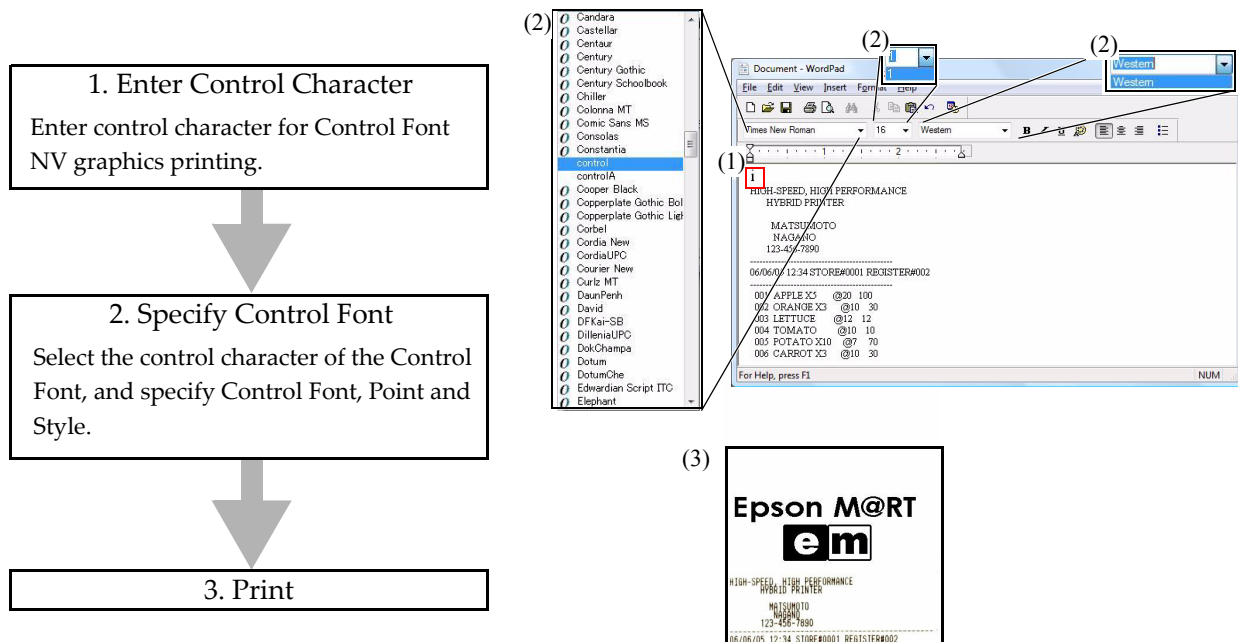 1. Enter Control Character
Enter control character for Control Font
NV graphics printing.
2. Specify Control Font
Select the control character of the Control
Font, and specify Control Font, Point and
Style.
3. Print
(2)
Candara
Castellar
Centaur
Century
Century Gothic
Century Schoolbook
Chiller
Colonna MT
Comic Sans MS
Consolas
Constantia
control
controlA
Cooper Black
Copperplate Gothic Bol
Copperplate Gothic Ligh
Corbel
Cordia New
CordiaUPC
Courier New
Curlz MT
DaunPenh
David
DFKai-SB
DilleniaUPC
DokChampa
Dotum
DotumChe
Edwardian Script ITC
Elephant
(2)
1
1
(2)
Western
Western
Document - WordPad
File Edit View Insert Format Help
Times New Roman 16 Western B I U
1 2
(1)
i
HIGH-SPEED, HIGH PERFORMANCE
HYBRID PRINTER
MATSUMOTO
NAGANO
123-456-7890
06/06/05 12:34 STORE#0001 REGISTER#002
001 APPLE X5 @20 100
002 ORANGE X3 @10 30
003 LETTUCE @12 12
004 TOMATO @10 10
005 POTATO X10 @7 70
006 CARROT X3 @10 30
For Help, press F1 NUM
(3)
Epson M@RT
em
HIGH-SPEED, HIGH PERFORMANCE
HYBRID PRINTER
MATSUMOTO
NAGANO
123-456-7890
06/06/05 12:34 STORE#0001 REGISTER#002